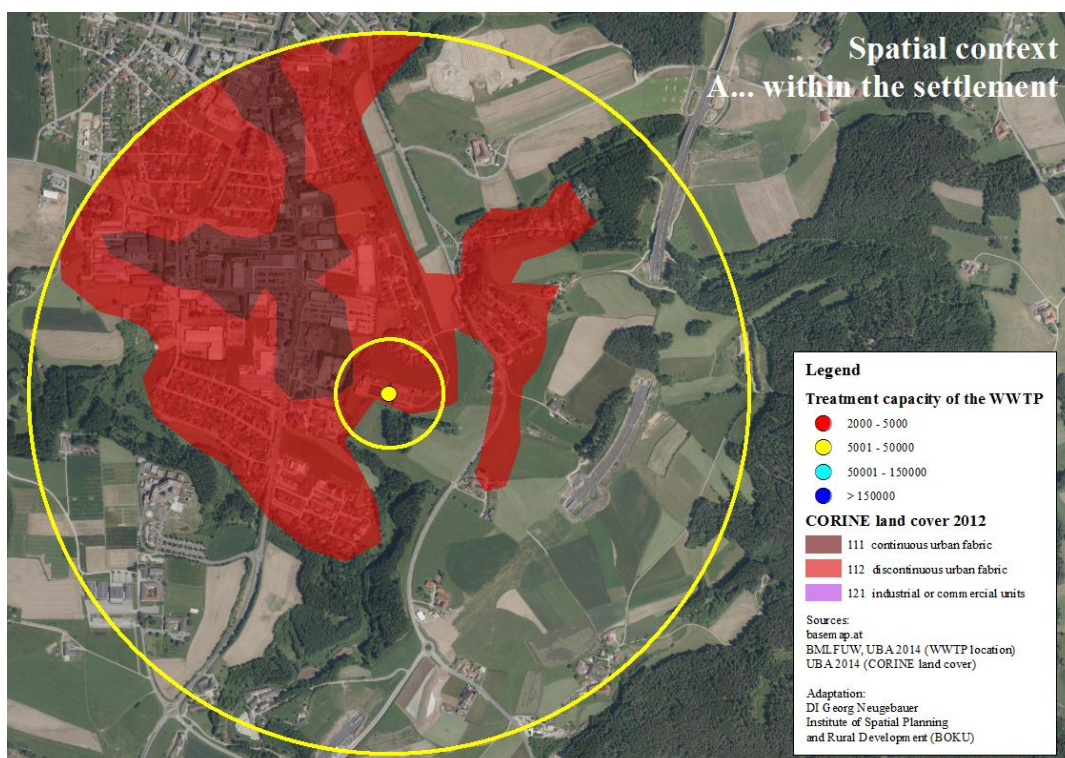 Spatial context
A... within the settlement
Legend
Treatment capacity of the WWTP
2000 - 5000
5001 - 50000
50001 - 150000
> 150000
CORINE land cover 2012
111 continuous urban fabric
112 discontinuous urban fabric
121 industrial or commercial units
Sources:
basemap.at
BMLFUW, UBA 2014 (WWTP location)
UBA 2014 (CORINE land cover)
Adaptation:
DI Georg Neugebauer
Institute of Spatial Planning
and Rural Development (BOKU)